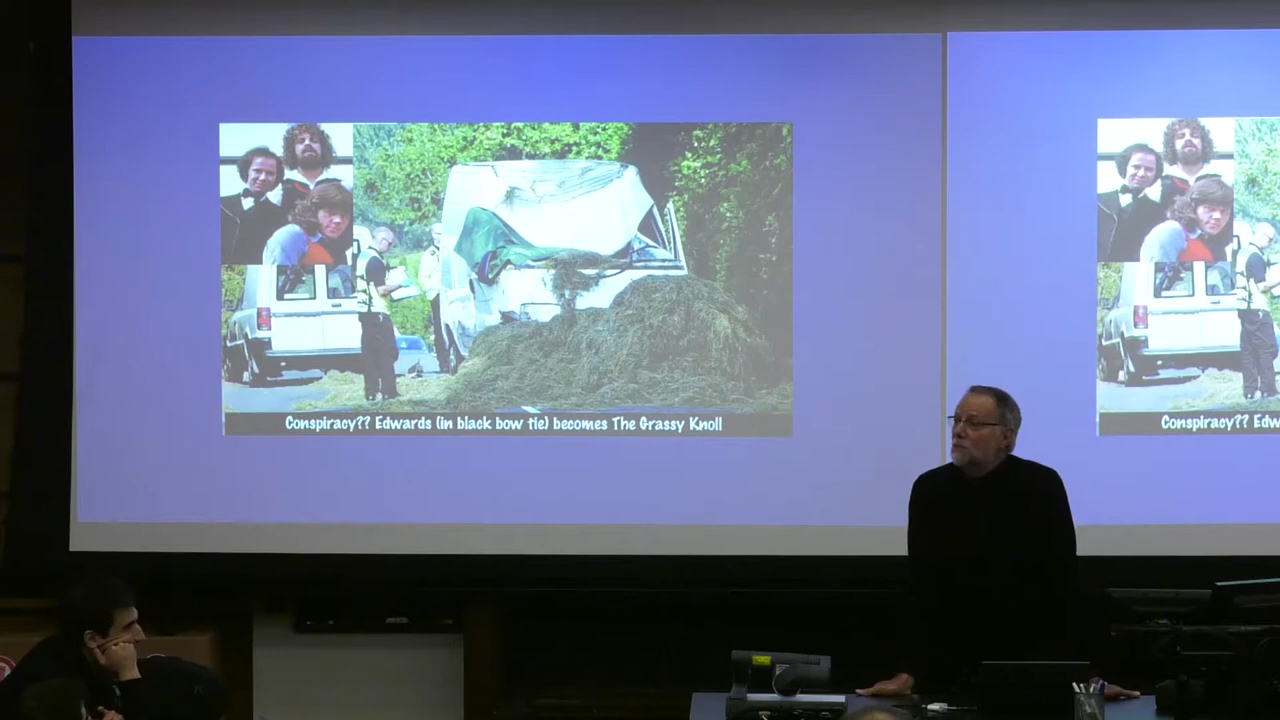 Conspiracy?? Edwards (in black bow tie) becomes The Grassy Knoll
Conspiracy?? Edw